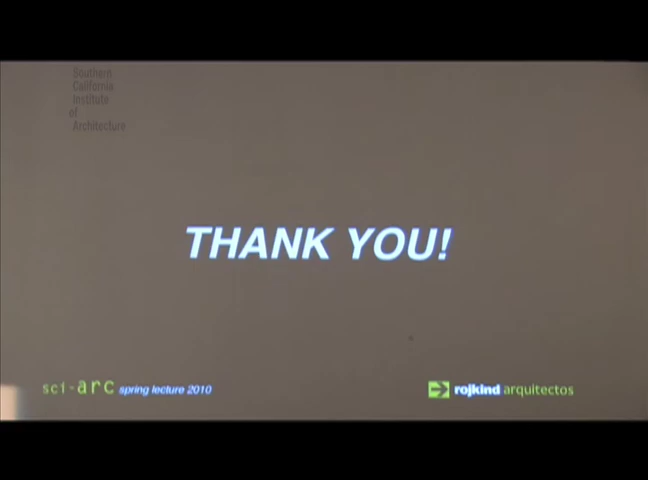 Southern
California
Institute
of
Architecture
THANK YOU!
sci-arc spring lecture 2010
rojkind arquitectos